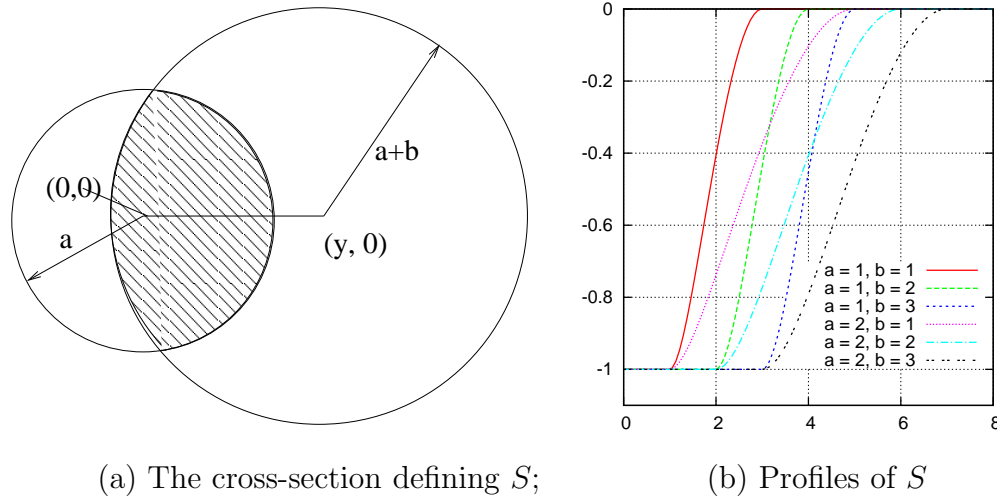 (0,0)
a
a+b
(y, 0)
-0
-0.2
-0.4
-0.6
-0.8
-1
0
2
4
6
8
a = 1, b = 1
a = 1, b = 2
a = 1, b = 3
a = 2, b = 1
a = 2, b = 2
a = 2, b = 3
(a) The cross-section defining S;
(b) Profiles of S